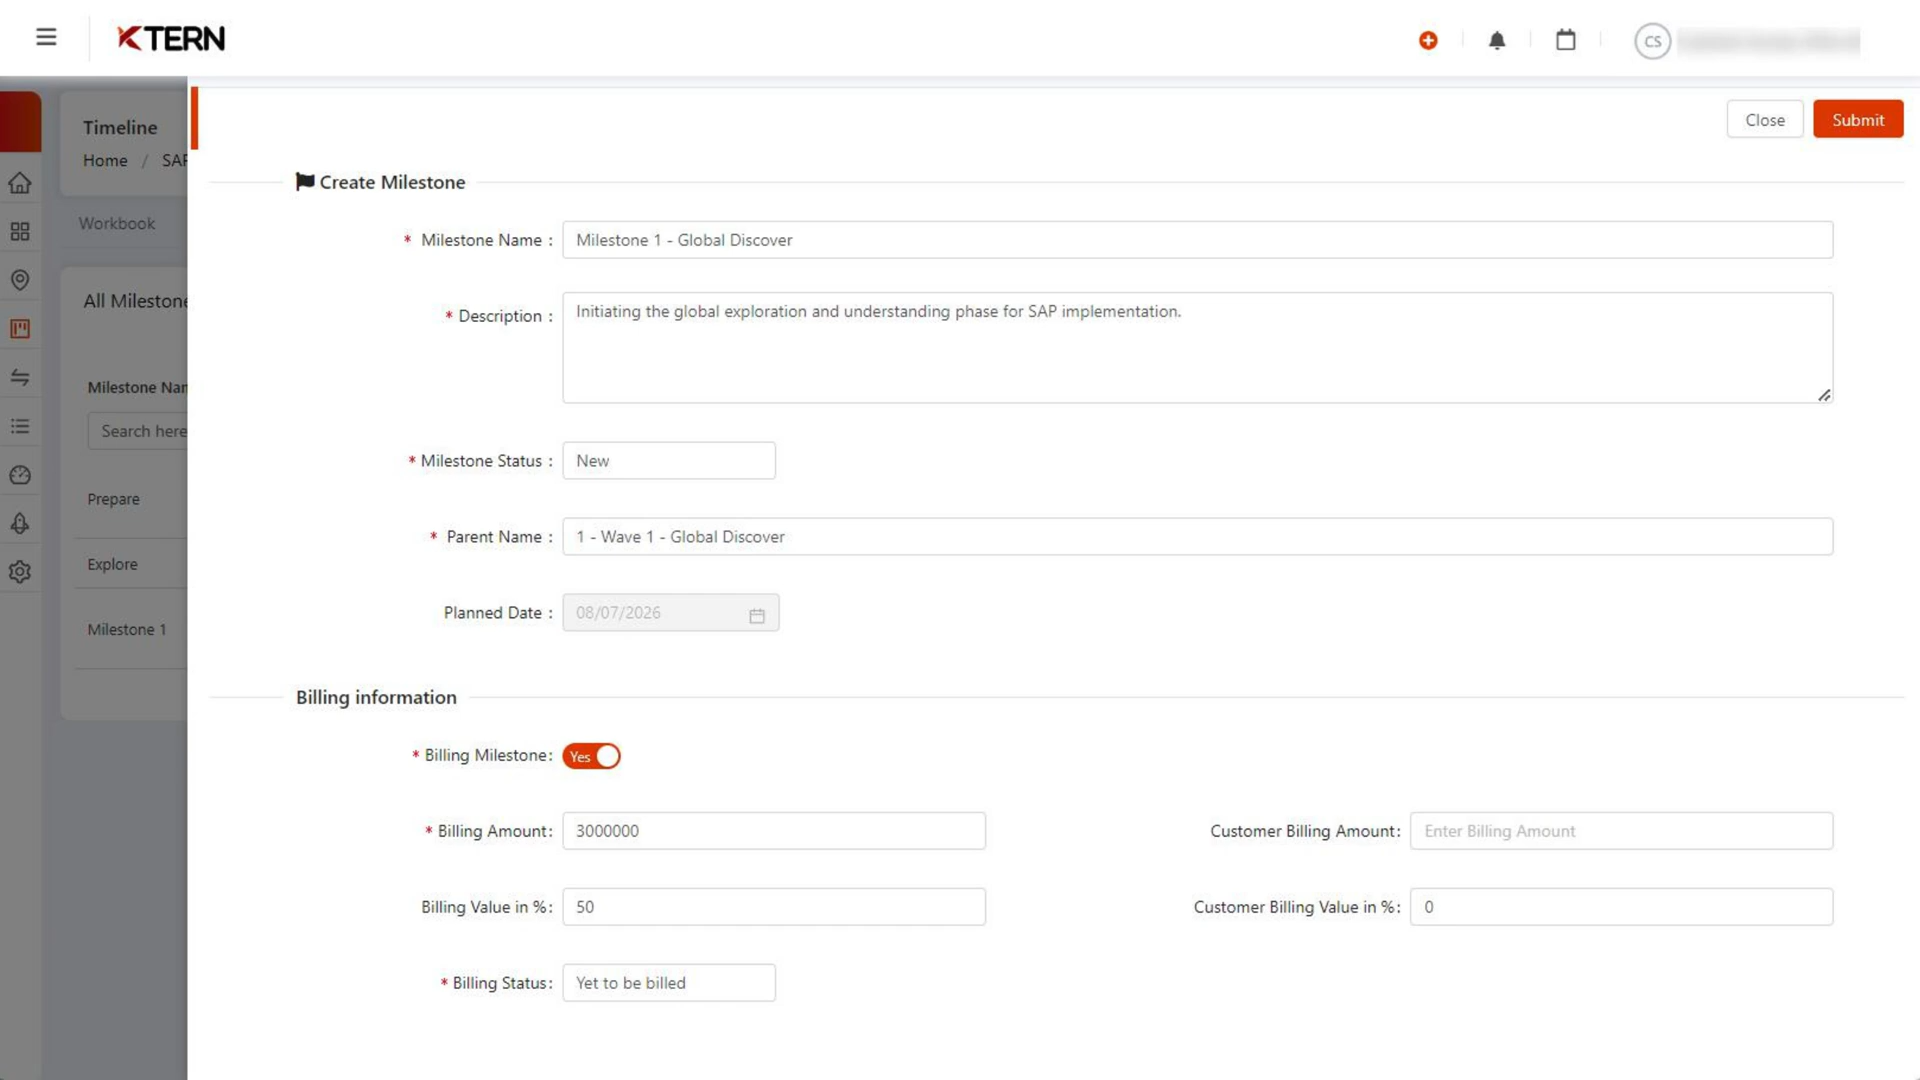 KTERN
CS
Timeline
Home / SAP
Workbook
All Milestone
Milestone Nam
Search here
Prepare
Explore
Milestone 1
Close
Submit
Create Milestone
* Milestone Name : Milestone 1 - Global Discover
* Description : Initiating the global exploration and understanding phase for SAP implementation.
* Milestone Status : New
* Parent Name : 1 - Wave 1 - Global Discover
Planned Date : 08/07/2026
Billing information
* Billing Milestone: Yes
* Billing Amount: 3000000 Customer Billing Amount: Enter Billing Amount
Billing Value in %: 50 Customer Billing Value in %: 0
* Billing Status: Yet to be billed